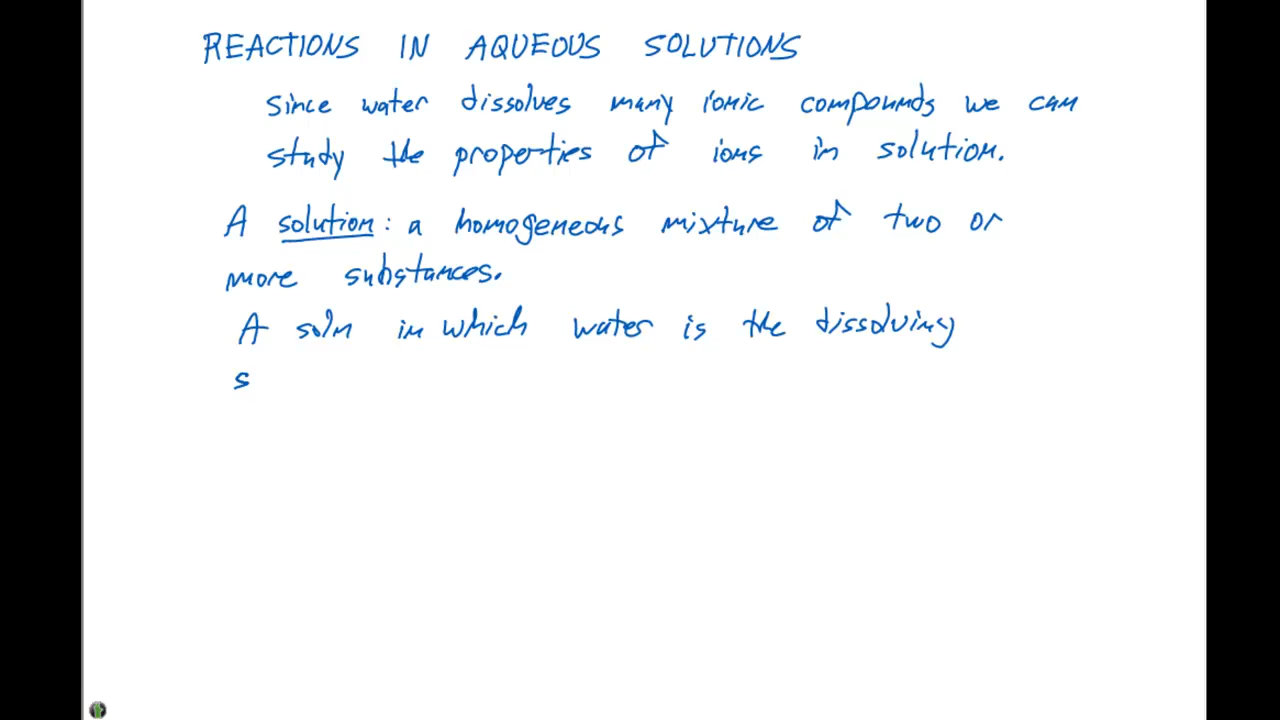 REACTIONS IN AQUEOUS SOLUTIONS
Since water dissolves many ionic compounds we can
study the properties of ions in solution.
A solution: a homogeneous mixture of two or
more substances.
A soln in which water is the dissolving
s